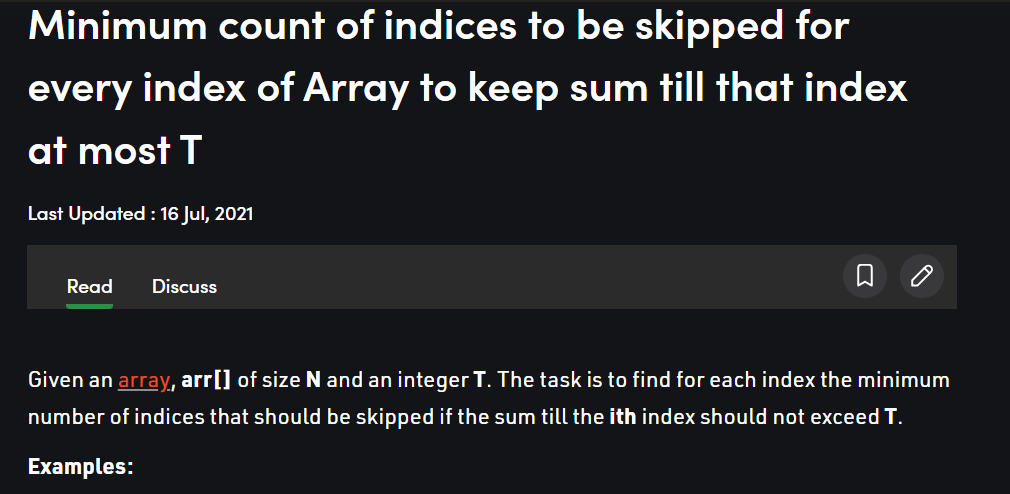 Minimum count of indices to be skipped for
every index of Array to keep sum till that index
at most T
Last Updated : 16 Jul, 2021
Read Discuss
Given an array, arr[] of size N and an integer T. The task is to find for each index the minimum
number of indices that should be skipped if the sum till the ith index should not exceed T.
Examples: